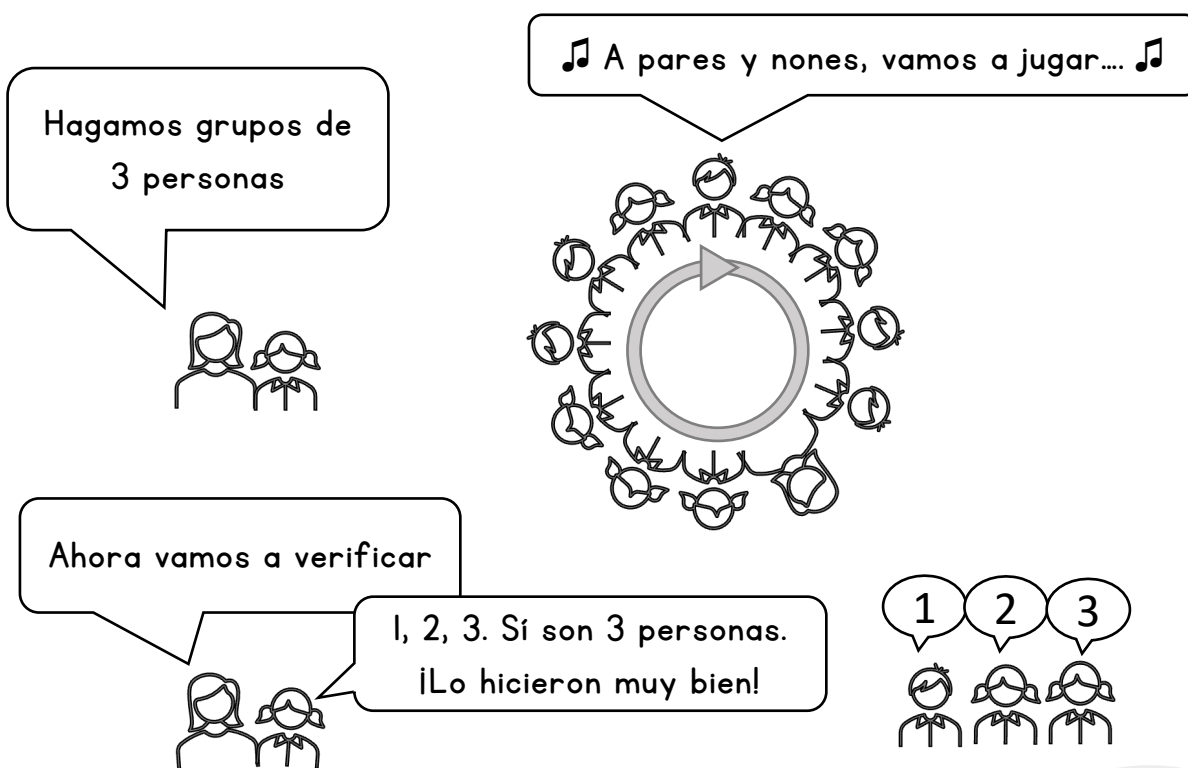 ♫ A pares y nones, vamos a jugar.... ♫
Hagamos grupos de
3 personas
Ahora vamos a verificar
1, 2, 3. Sí son 3 personas.
¡Lo hicieron muy bien!
1 2 3